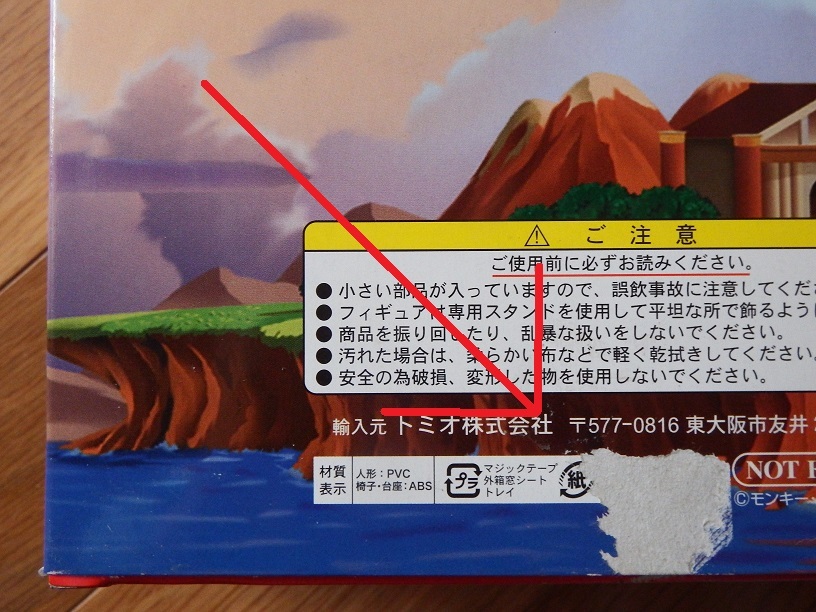 ご注意
ご使用前に必ずお読みください。
● 小さい部品が入っていますので、誤飲事故に注意してくだ
● フィギュアは専用スタンドを使用して平坦な所で飾るよう
● 商品を振り回したり、乱暴な扱いをしないでください。
● 汚れた場合は、柔らかい布などで軽く乾拭きしてください。
● 安全の為破損、変形した物を使用しないでください。
輸入元 トミオ株式会社 〒577-0816 東大阪市友井
材質
表示
人形：PVC
椅子・台座：ABS
プラ
マジックテープ
外箱窓シート
トレイ
紙
NOT
©モンキー・